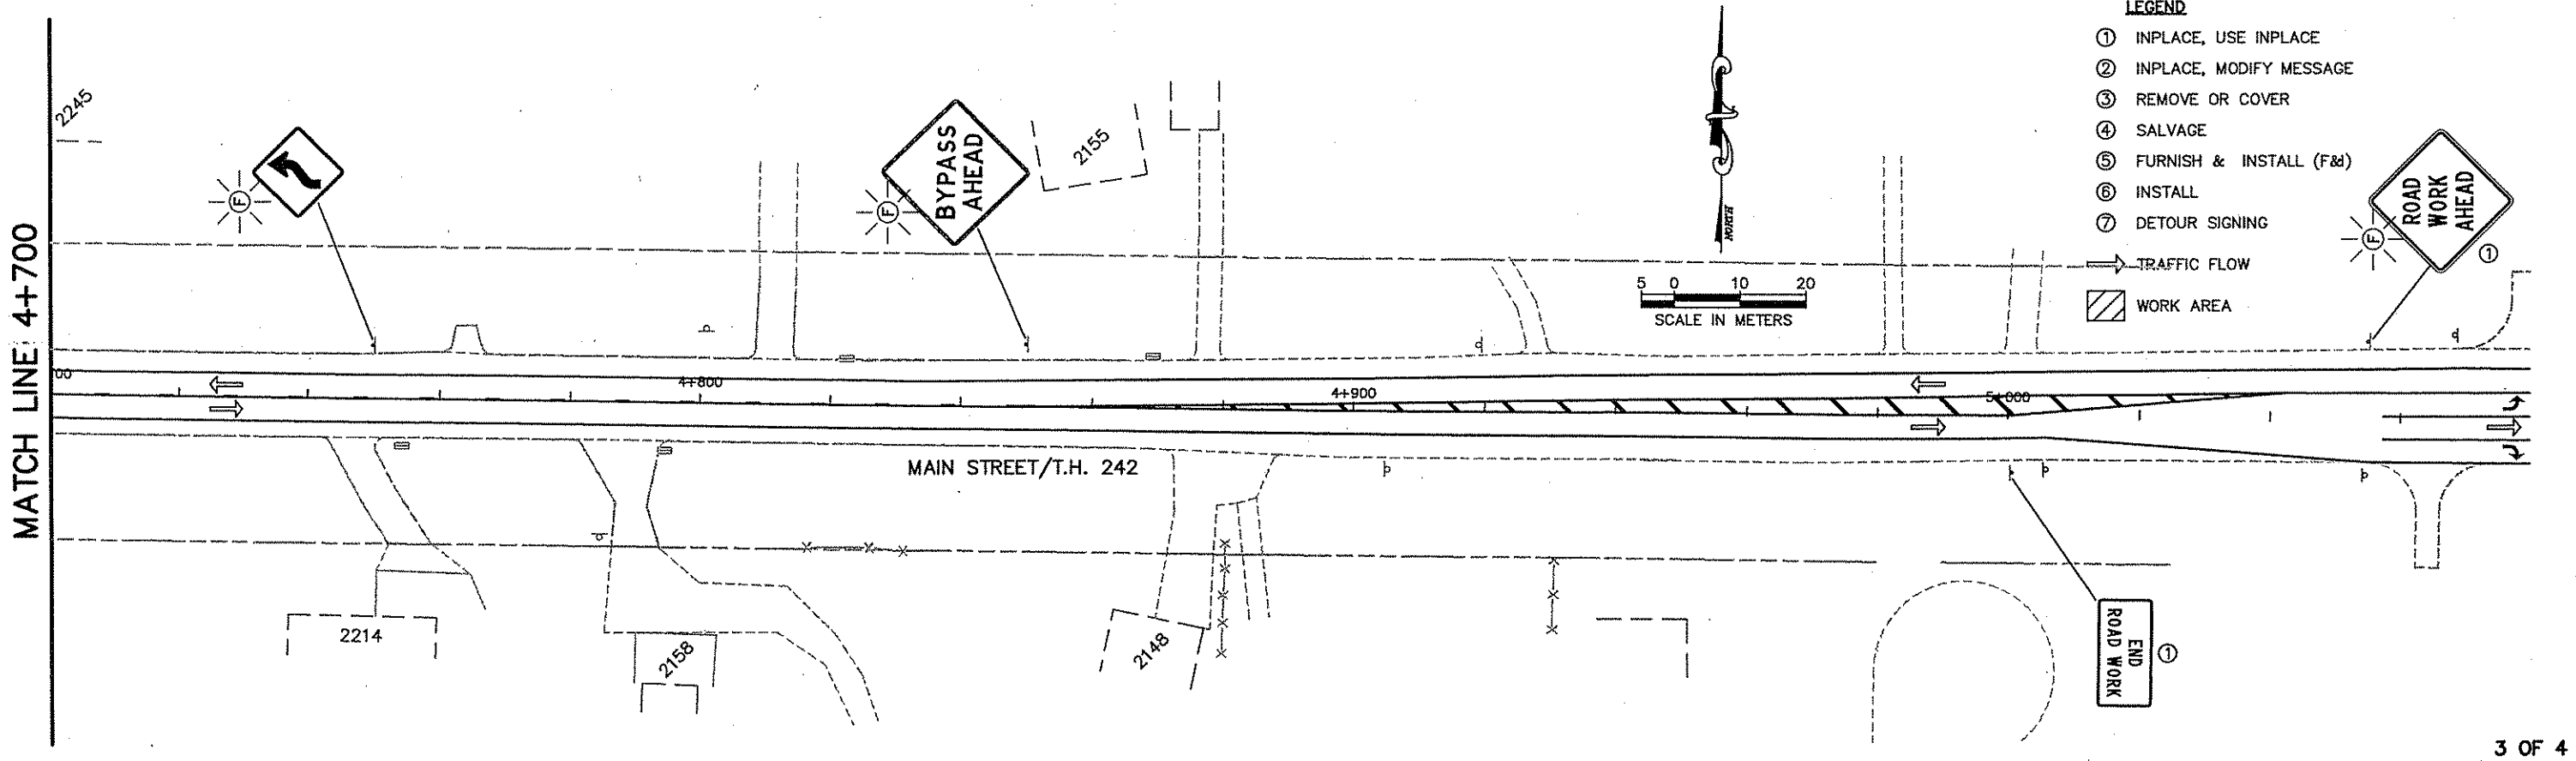 LEGEND
① INPLACE, USE INPLACE
② INPLACE, MODIFY MESSAGE
③ REMOVE OR COVER
④ SALVAGE
⑤ FURNISH & INSTALL (F&I)
⑥ INSTALL
⑦ DETOUR SIGNING
TRAFFIC FLOW
WORK AREA
MATCH LINE 4+700
2245
F
BYPASS
AHEAD
F
2155
5 0 10 20
SCALE IN METERS
ROAD
WORK
AHEAD
F
①
00
4+800
4+900
5+000
MAIN STREET/T.H. 242
2214
2158
2148
END
ROAD WORK
①
3 OF 4